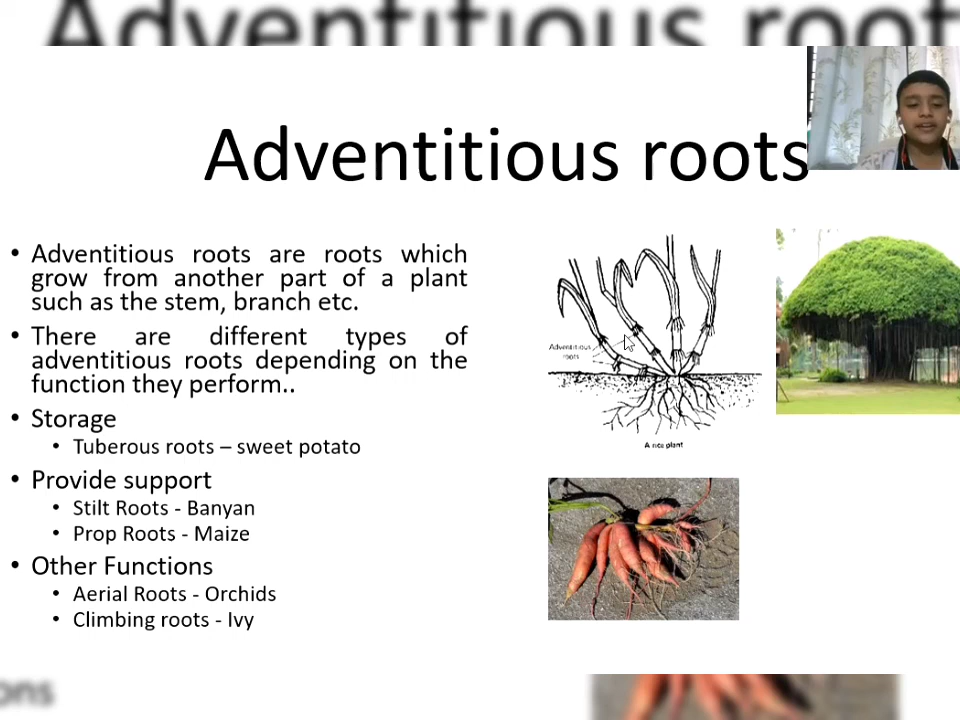 Adventitious roots
Adventitious roots
• Adventitious roots are roots which
grow from another part of a plant
such as the stem, branch etc.
• There are different types of
adventitious roots depending on the
function they perform..
• Storage
• Tuberous roots – sweet potato
• Provide support
• Stilt Roots - Banyan
• Prop Roots - Maize
• Other Functions
• Aerial Roots - Orchids
• Climbing roots - Ivy
Adventitious
roots
A rice plant
ons